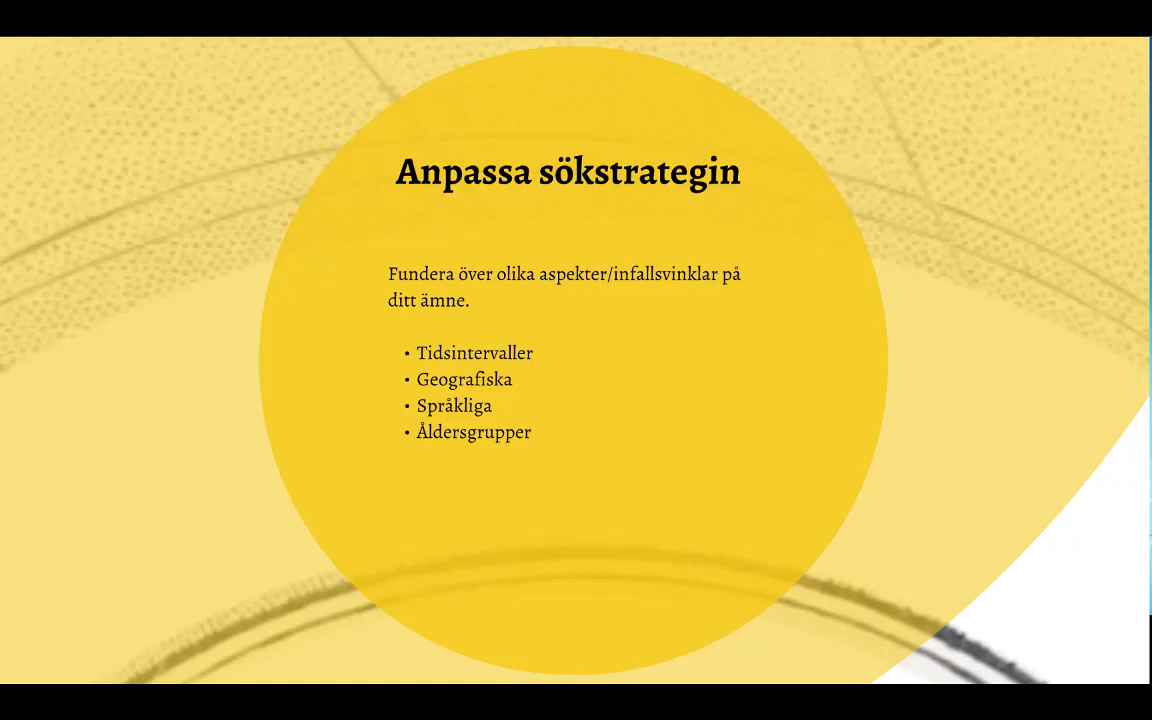 Anpassa sökstrategin
Fundera över olika aspekter/infallsvinklar på
ditt ämne.
• Tidsintervaller
• Geografiska
• Språkliga
• Åldersgrupper